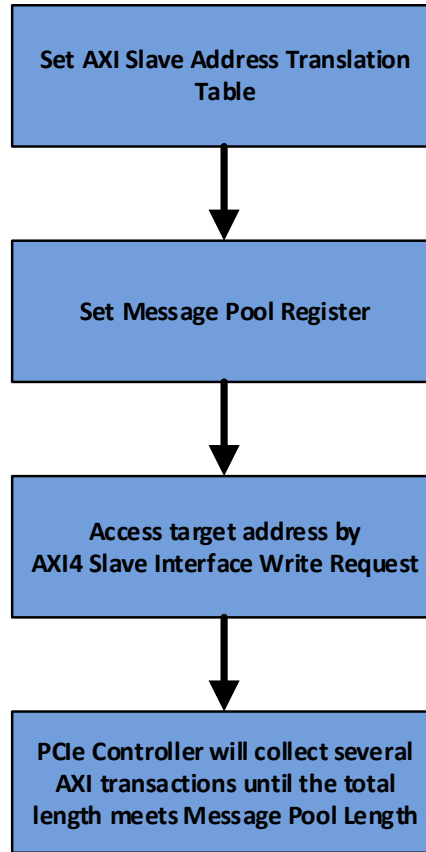 Set AXI Slave Address Translation
Table
Set Message Pool Register
Access target address by
AXI4 Slave Interface Write Request
PCIe Controller will collect several
AXI transactions until the total
length meets Message Pool Length